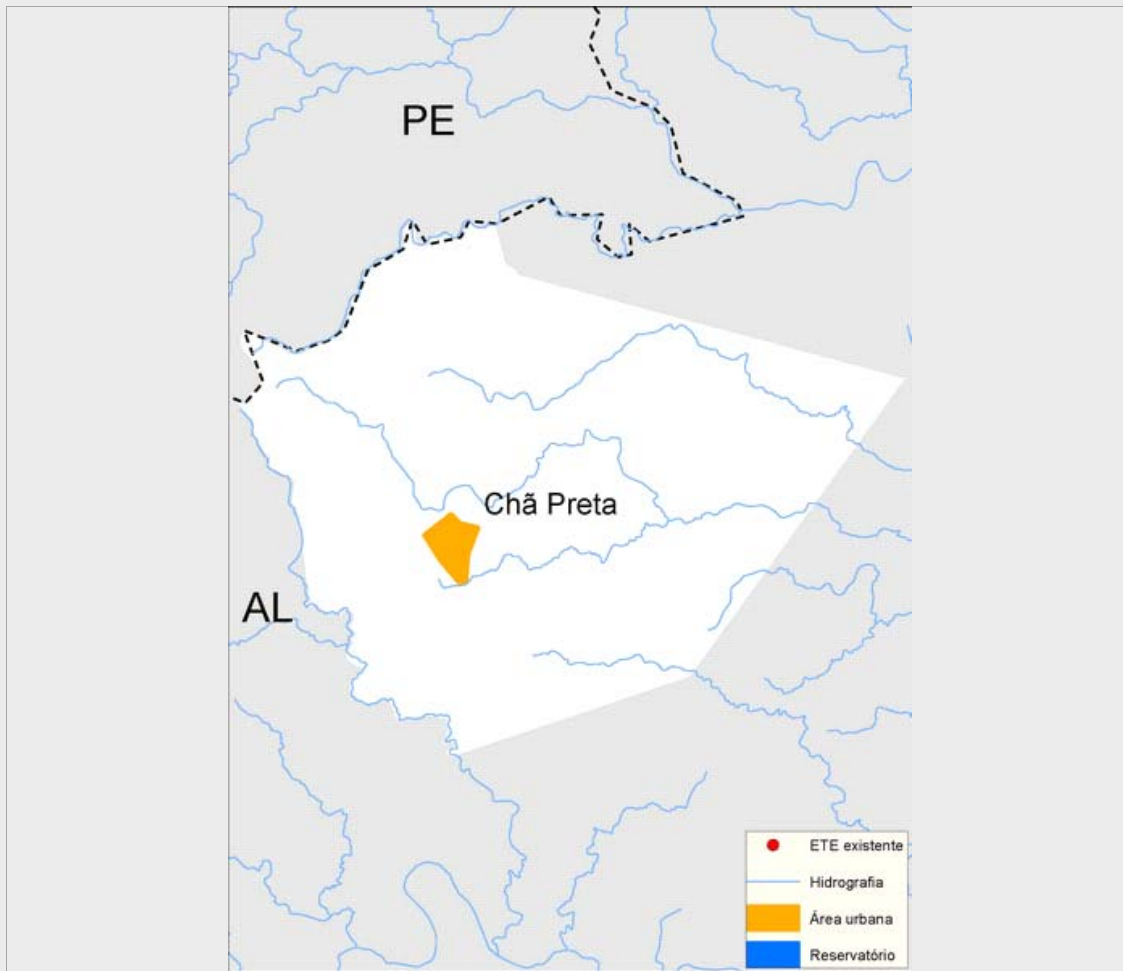 PE
Chã Preta
AL
ETE existente
Hidrografia
Área urbana
Reservatório